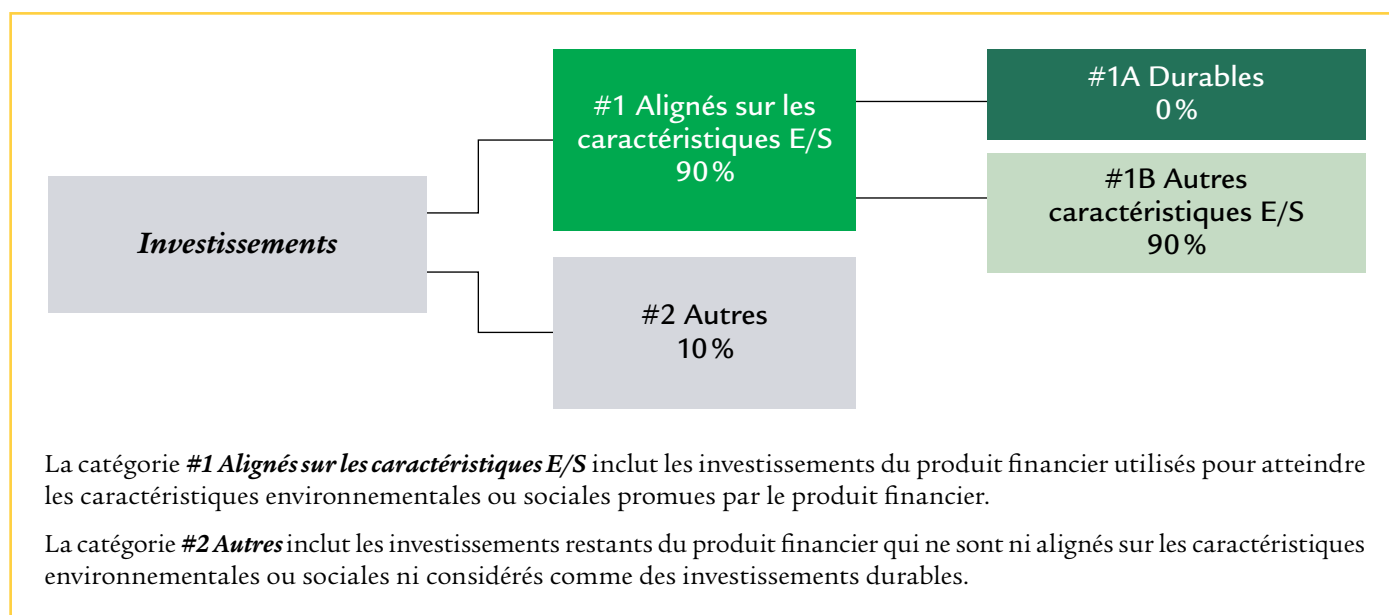 #1 Alignés sur les
caractéristiques E/S
90 %
#1A Durables
0 %
#1B Autres
caractéristiques E/S
90 %
Investissements
#2 Autres
10 %
La catégorie #1 Alignés sur les caractéristiques E/S inclut les investissements du produit financier utilisés pour atteindre
les caractéristiques environnementales ou sociales promues par le produit financier.
La catégorie #2 Autres inclut les investissements restants du produit financier qui ne sont ni alignés sur les caractéristiques
environnementales ou sociales ni considérés comme des investissements durables.